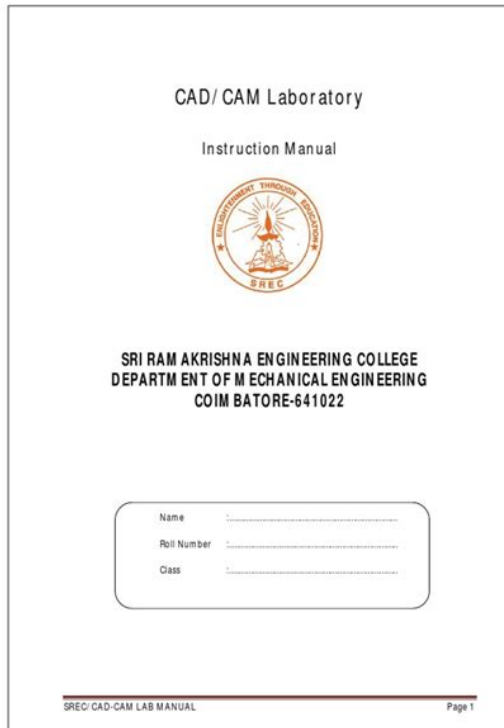 CAD/CAM Laboratory
Instruction Manual
ENLIGHTERMENT THROUGH EDUCATION
SREC
SRI RAMAKRISHNA ENGINEERING COLLEGE
DEPARTMENT OF MECHANICAL ENGINEERING
COIMBATORE-641022
Name :..............................................................
Roll Number :..............................................................
Class :..............................................................
SREC/CAD-CAM LAB MANUAL Page 1